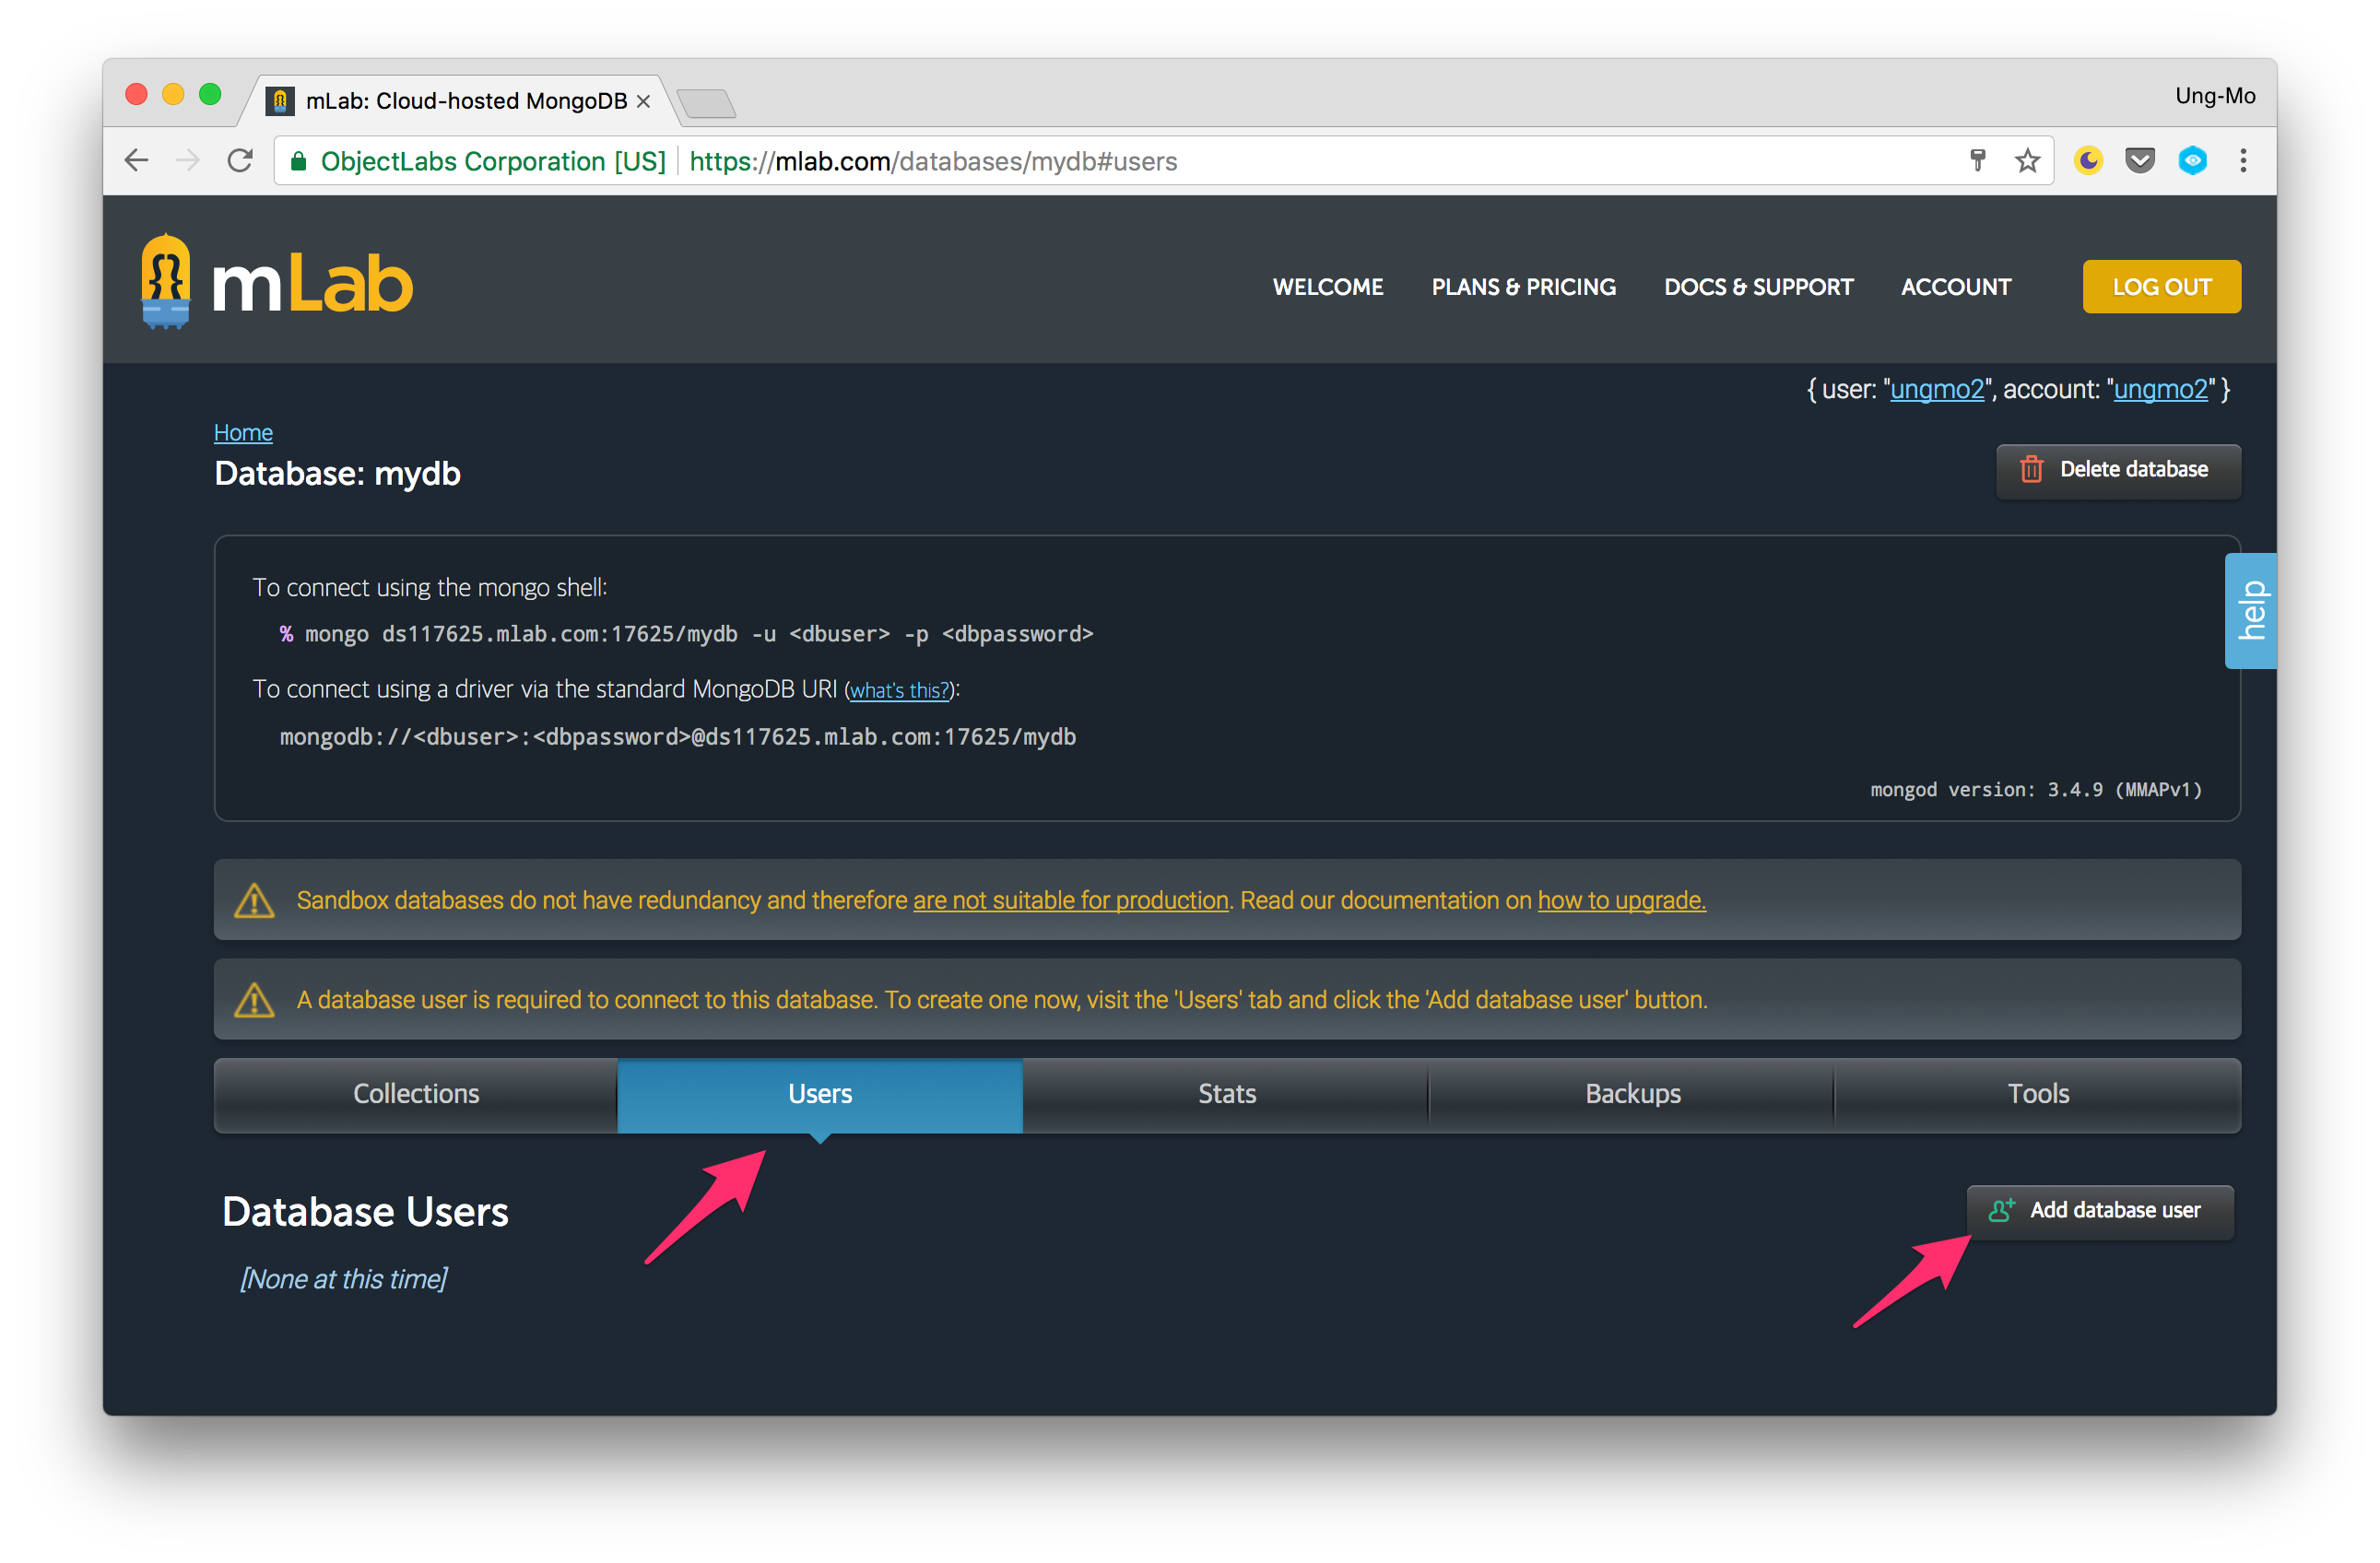 mLab: Cloud-hosted MongoDB
Ung-Mo
ObjectLabs Corporation [US] https://mlab.com/databases/mydb#users
mLab
WELCOME PLANS & PRICING DOCS & SUPPORT ACCOUNT LOG OUT
{ user: "ungmo2", account: "ungmo2" }
Home
Database: mydb
Delete database
To connect using the mongo shell:
% mongo ds117625.mlab.com:17625/mydb -u <dbuser> -p <dbpassword>
To connect using a driver via the standard MongoDB URI (what's this?):
mongodb://<dbuser>:<dbpassword>@ds117625.mlab.com:17625/mydb
mongod version: 3.4.9 (MMAPv1)
help
Sandbox databases do not have redundancy and therefore are not suitable for production. Read our documentation on how to upgrade.
A database user is required to connect to this database. To create one now, visit the 'Users' tab and click the 'Add database user' button.
Collections Users Stats Backups Tools
Database Users
Add database user
[None at this time]